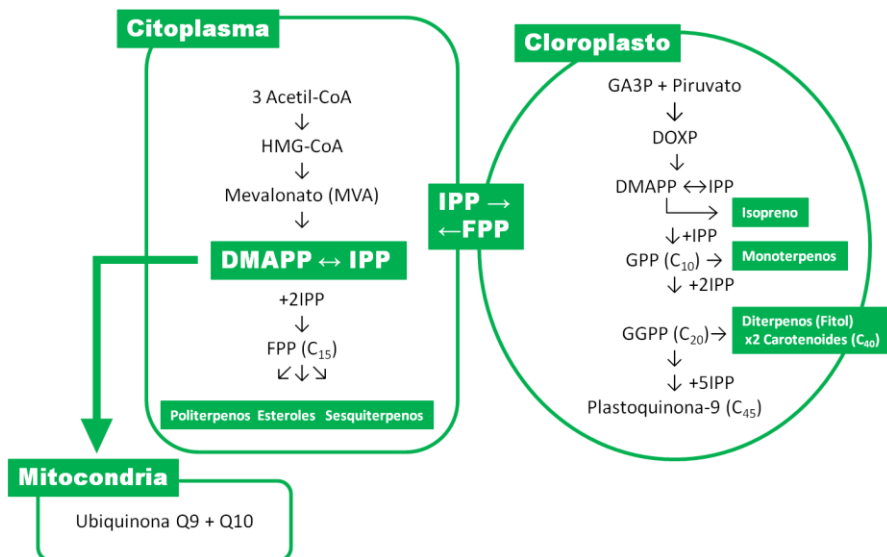 Citoplasma
3 Acetil-CoA
↓
HMG-CoA
↓
Mevalonato (MVA)
↓
DMAPP ↔ IPP
+2IPP
↓
FPP (C₁₅)
↙↓↘
Politerpenos Esteroles Sesquiterpenos
IPP →
←FPP
Cloroplasto
GA3P + Piruvato
↓
DOXP
↓
DMAPP ↔IPP
Isopreno
↓+IPP
GPP (C₁₀) → Monoterpenos
↓ +2IPP
GGPP (C₂₀)→ Diterpenos (Fitol)
x2 Carotenoides (C₄₀)
↓
↓ +5IPP
Plastoquinona-9 (C₄₅)
Mitocondria
Ubiquinona Q9 + Q10